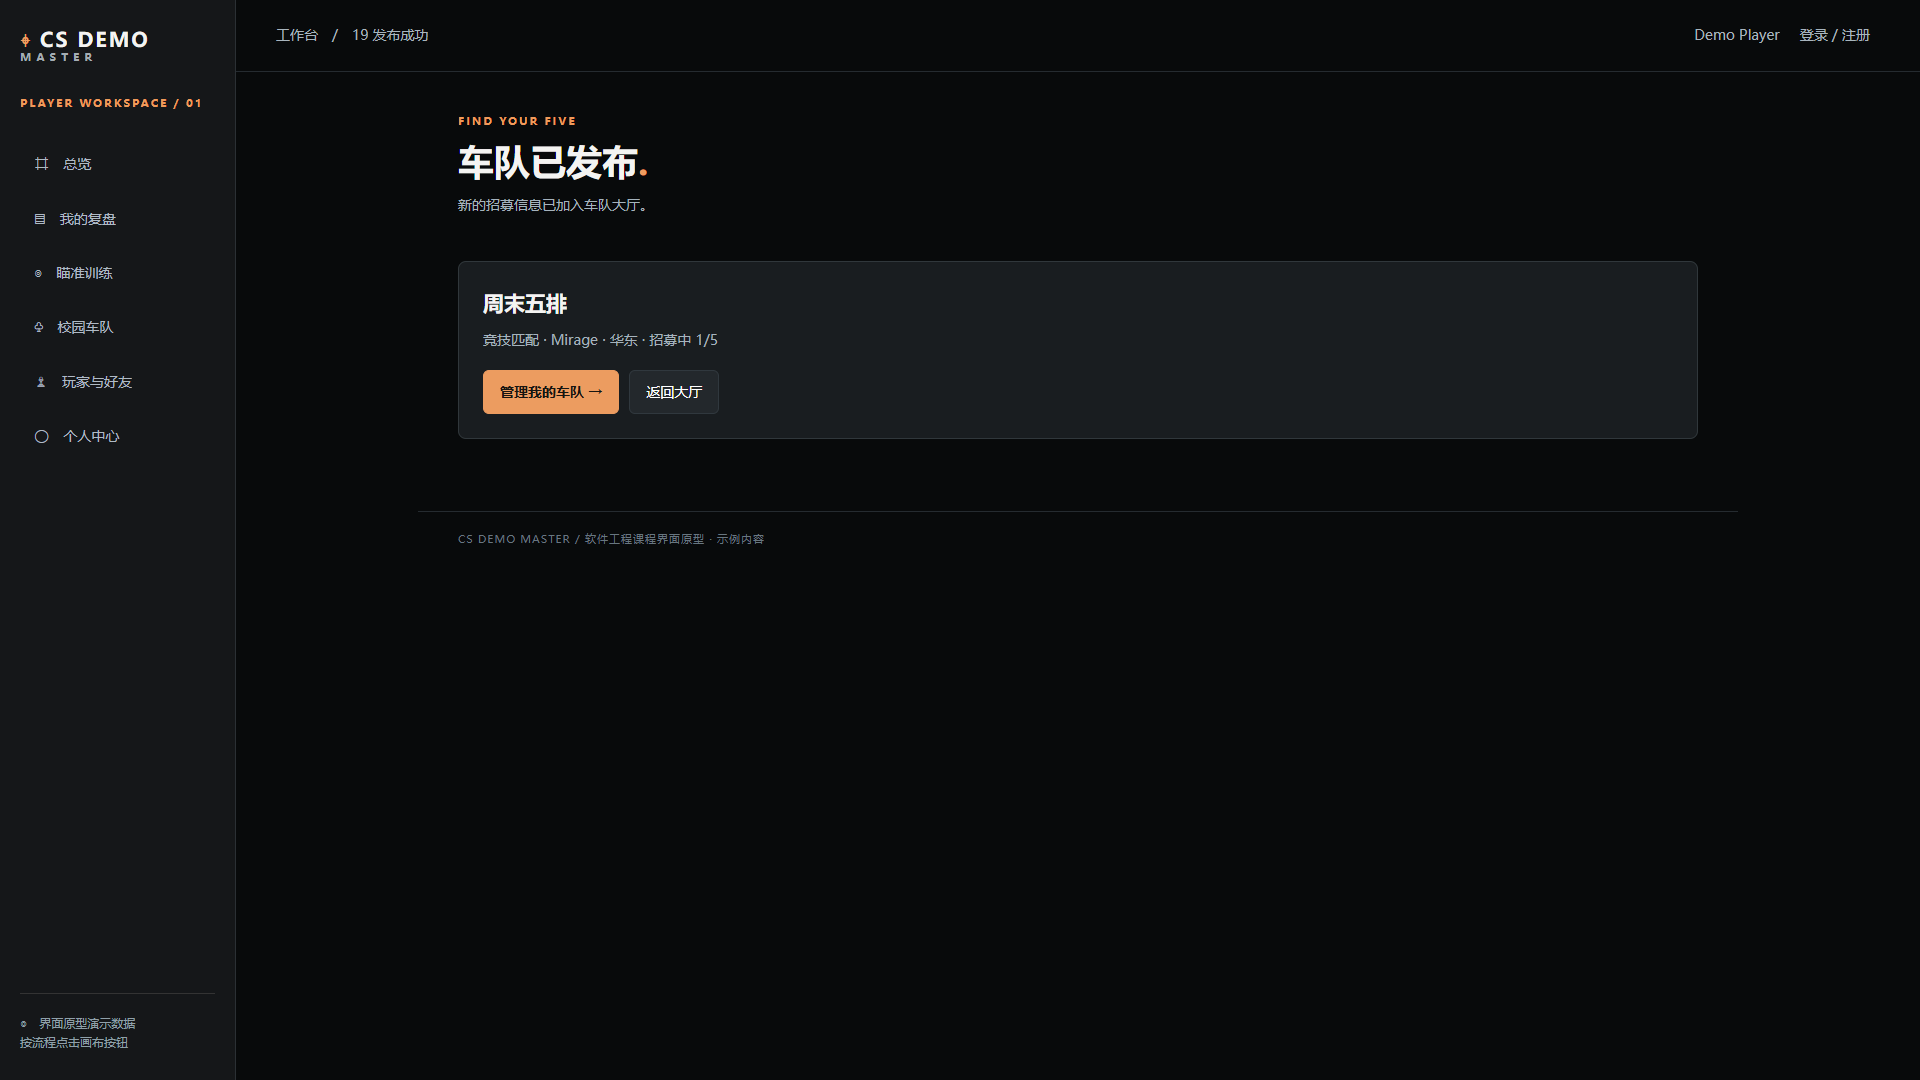 CS DEMO
MASTER
PLAYER WORKSPACE / 01
总览
我的复盘
瞄准训练
校园车队
玩家与好友
个人中心
界面原型演示数据
按流程点击画布按钮
工作台 / 19 发布成功
Demo Player 登录 / 注册
FIND YOUR FIVE
车队已发布.
新的招募信息已加入车队大厅。
周末五排
竞技匹配 · Mirage · 华东 · 招募中 1/5
管理我的车队 → 返回大厅
CS DEMO MASTER / 软件工程课程界面原型 · 示例内容